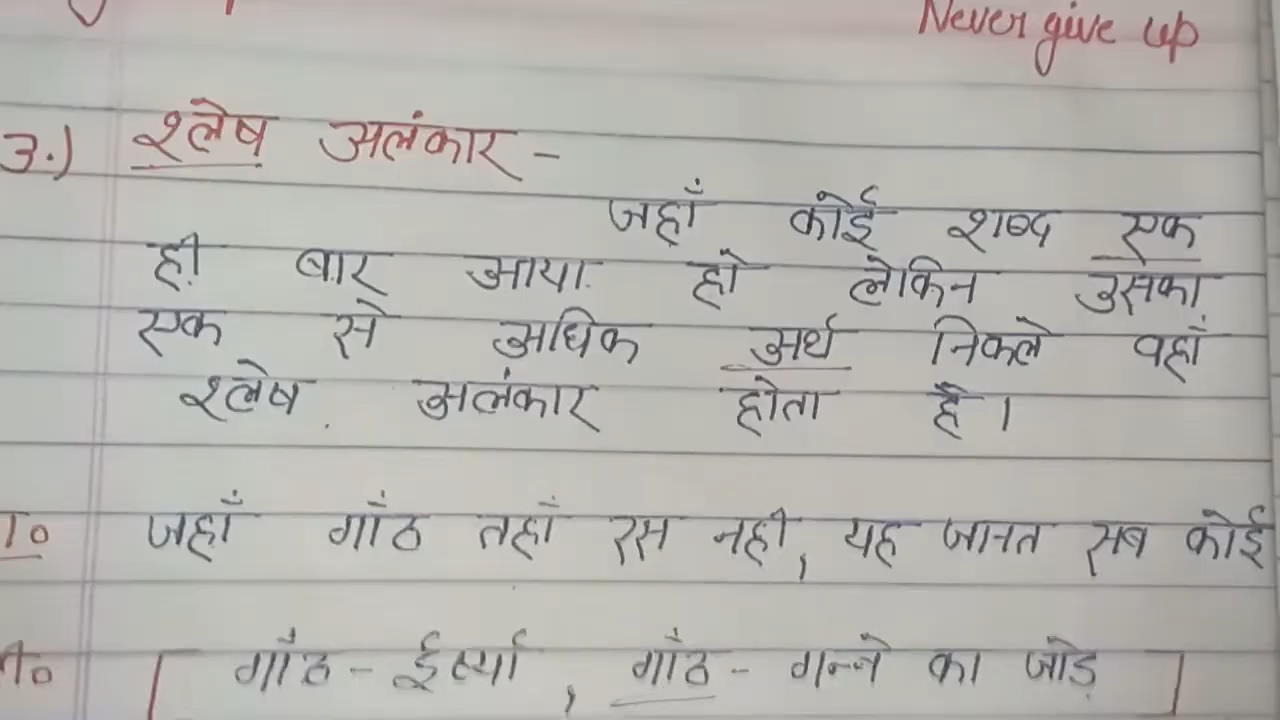 Never give up
3.) श्लेष अलंकार -
जहाँ कोई शब्द एक
ही बार आया हो लेकिन उसका
एक से अधिक अर्थ निकले वहाँ
श्लेष अलंकार होता है ।
जहाँ गाँठ तहाँ रस नही, यह जानत सब कोई
[ गाँठ - ईर्ष्या, गाँठ - गन्ने का जोड़ ]